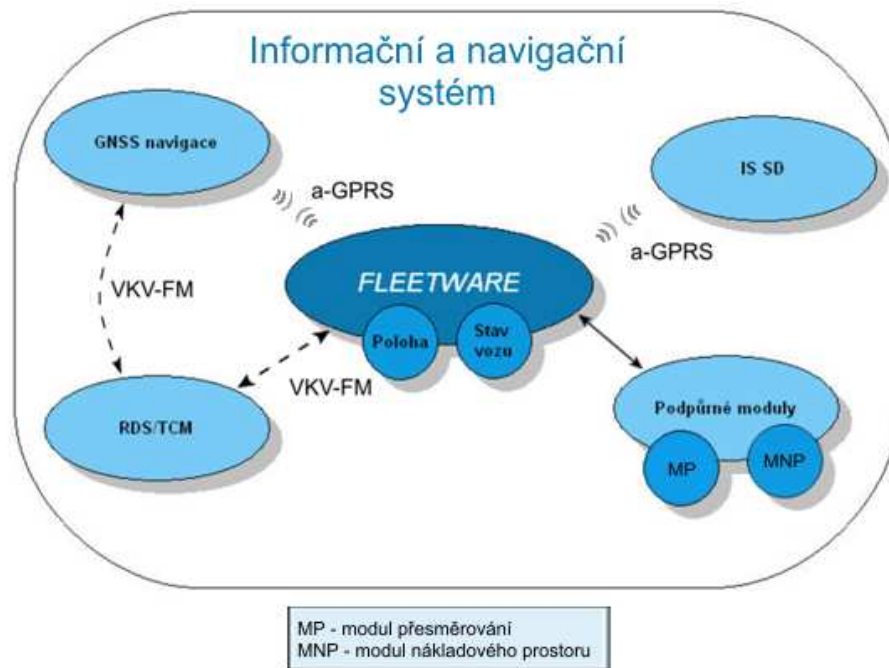 Informační a navigační
systém
GNSS navigace
IS SD
a-GPRS
a-GPRS
FLEETWARE
VKV-FM
Poloha
Stav
vozu
VKV-FM
RDS/TCM
Podpůrné moduly
MP
MNP
MP - modul přesměrování
MNP - modul nákladového prostoru